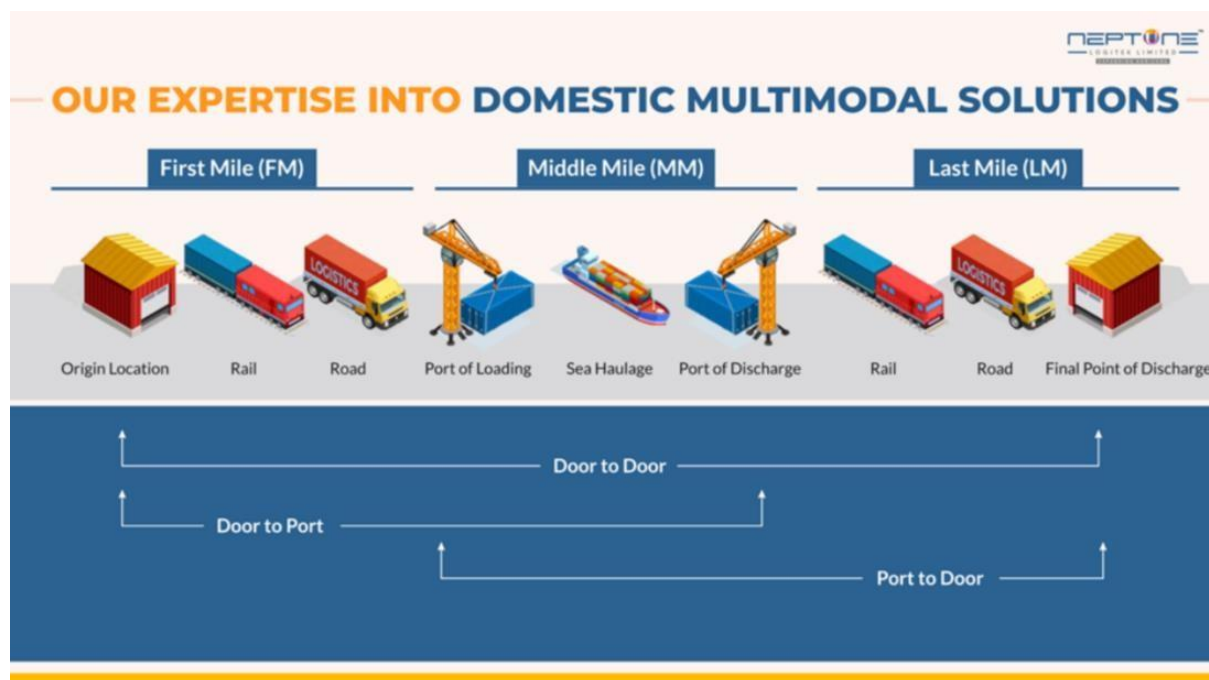 NEPTUNE
LOGITEK LIMITED
OUR EXPERTISE INTO DOMESTIC MULTIMODAL SOLUTIONS
First Mile (FM) Middle Mile (MM) Last Mile (LM)
LOGISTICS LOGISTICS
Origin Location Rail Road Port of Loading Sea Haulage Port of Discharge Rail Road Final Point of Discharge
Door to Door
Door to Port
Port to Door